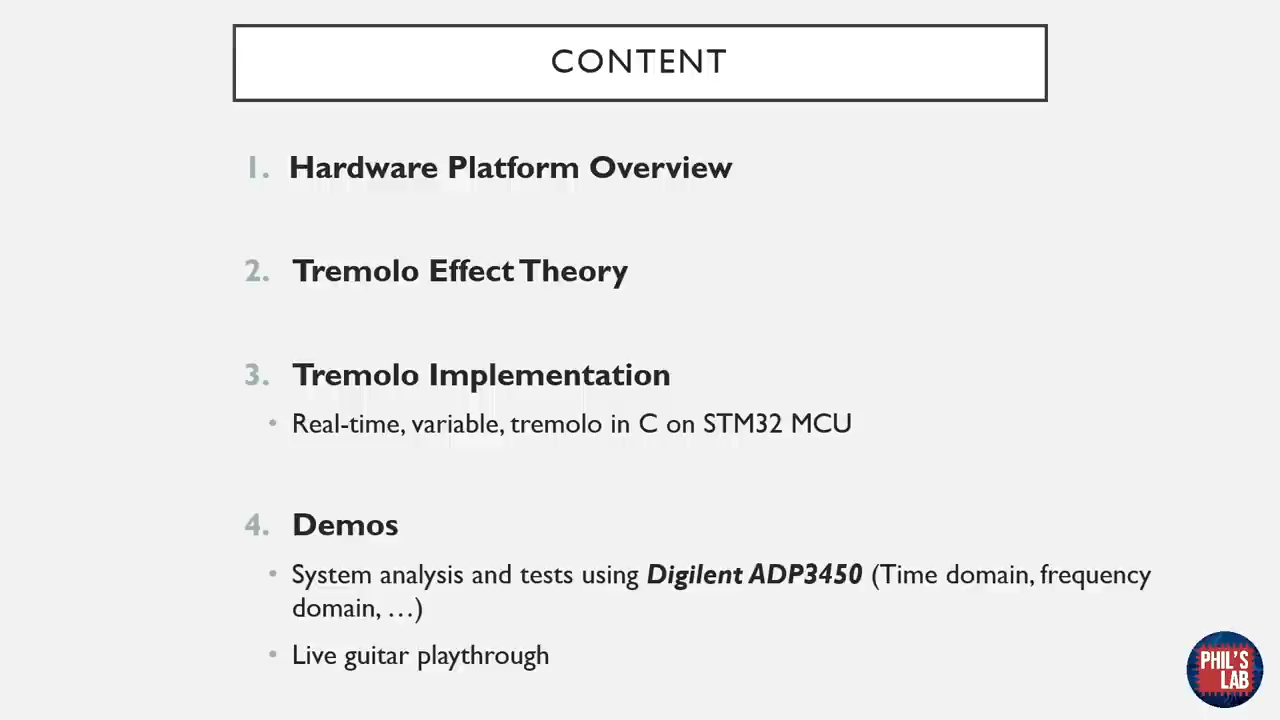 CONTENT
1. Hardware Platform Overview
2. Tremolo Effect Theory
3. Tremolo Implementation
• Real-time, variable, tremolo in C on STM32 MCU
4. Demos
• System analysis and tests using Digilent ADP3450 (Time domain, frequency
domain, …)
• Live guitar playthrough
PHIL'S
LAB